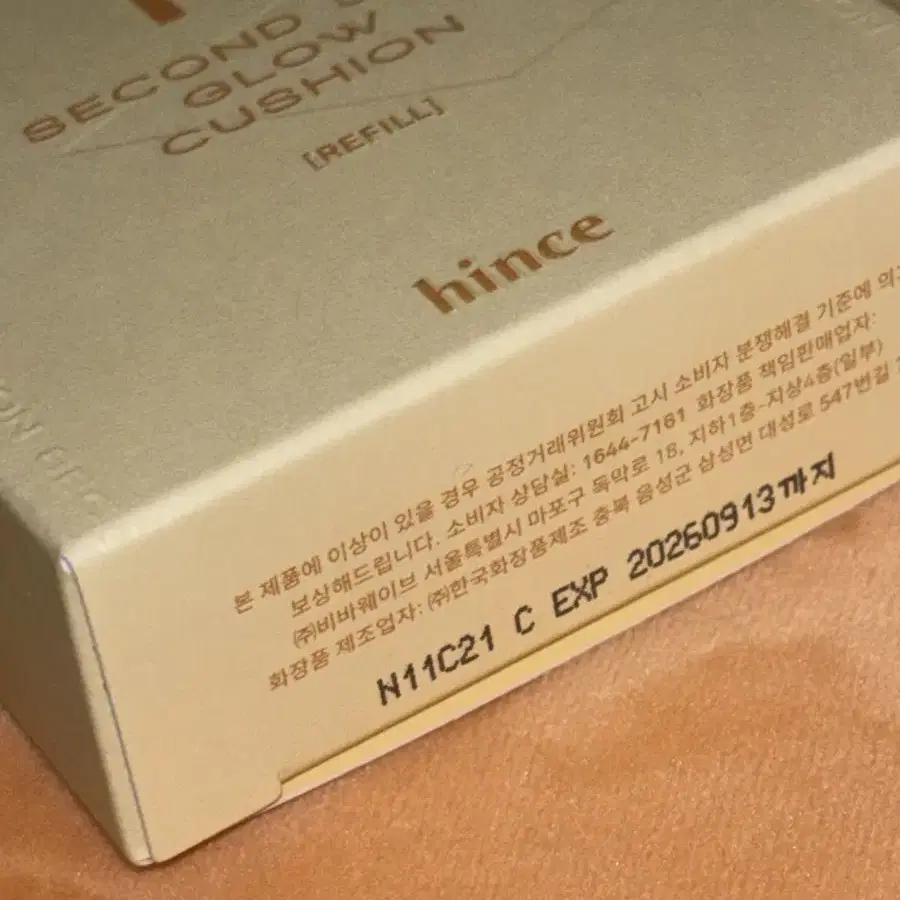 SECOND
GLOW
CUSHION
[REFILL]
hince
본 제품에 이상이 있을 경우 공정거래위원회 고시 소비자 분쟁해결 기준에
보상해드립니다. 소비자 상담실: 1644-7161 화장품 책임판매업자:
㈜비바웨이브 서울특별시 마포구 독막로 18, 지하1층-지상4층(일부)
화장품 제조업자: ㈜한국화장품제조 충북 음성군 삼성면 대성로 547번길
N11C21 C EXP 20260913까지